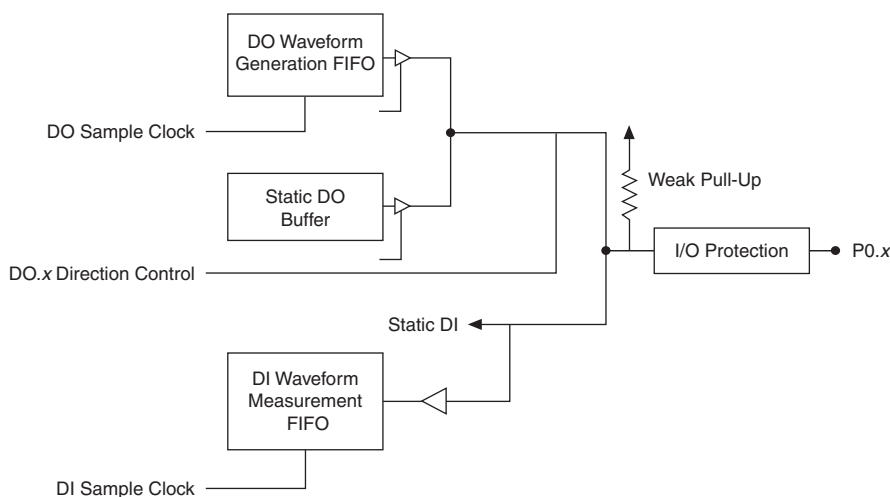 DO Waveform
Generation FIFO
DO Sample Clock
Static DO
Buffer
Weak Pull-Up
I/O Protection
P0.x
DO.x Direction Control
Static DI
DI Waveform
Measurement
FIFO
DI Sample Clock